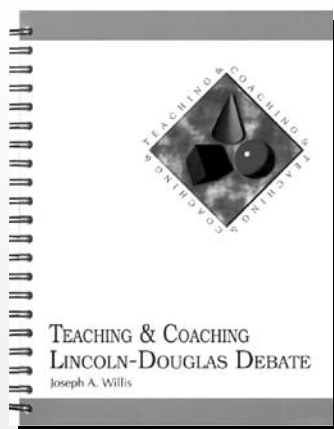 TEACHING & COACHING & TEACHING & COACHING &
TEACHING & COACHING
LINCOLN-DOUGLAS DEBATE
Joseph A. Willis